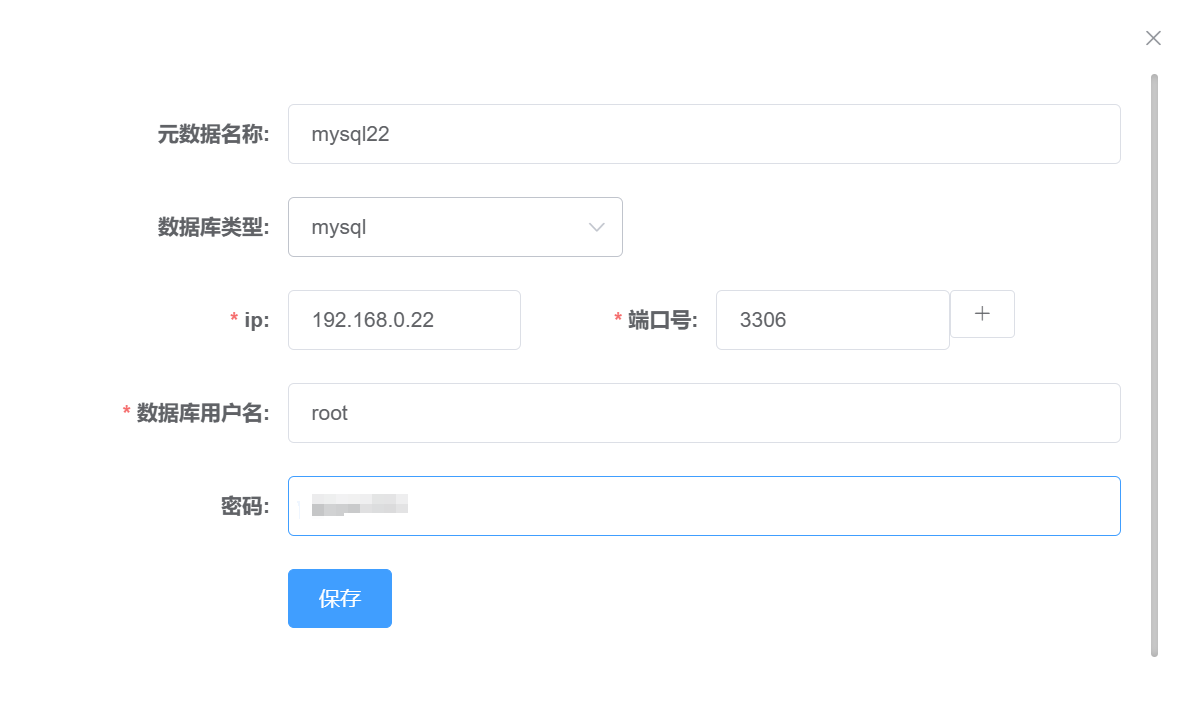 元数据名称: mysql22
数据库类型: mysql
* ip: 192.168.0.22 * 端口号: 3306 +
* 数据库用户名: root
密码:
保存